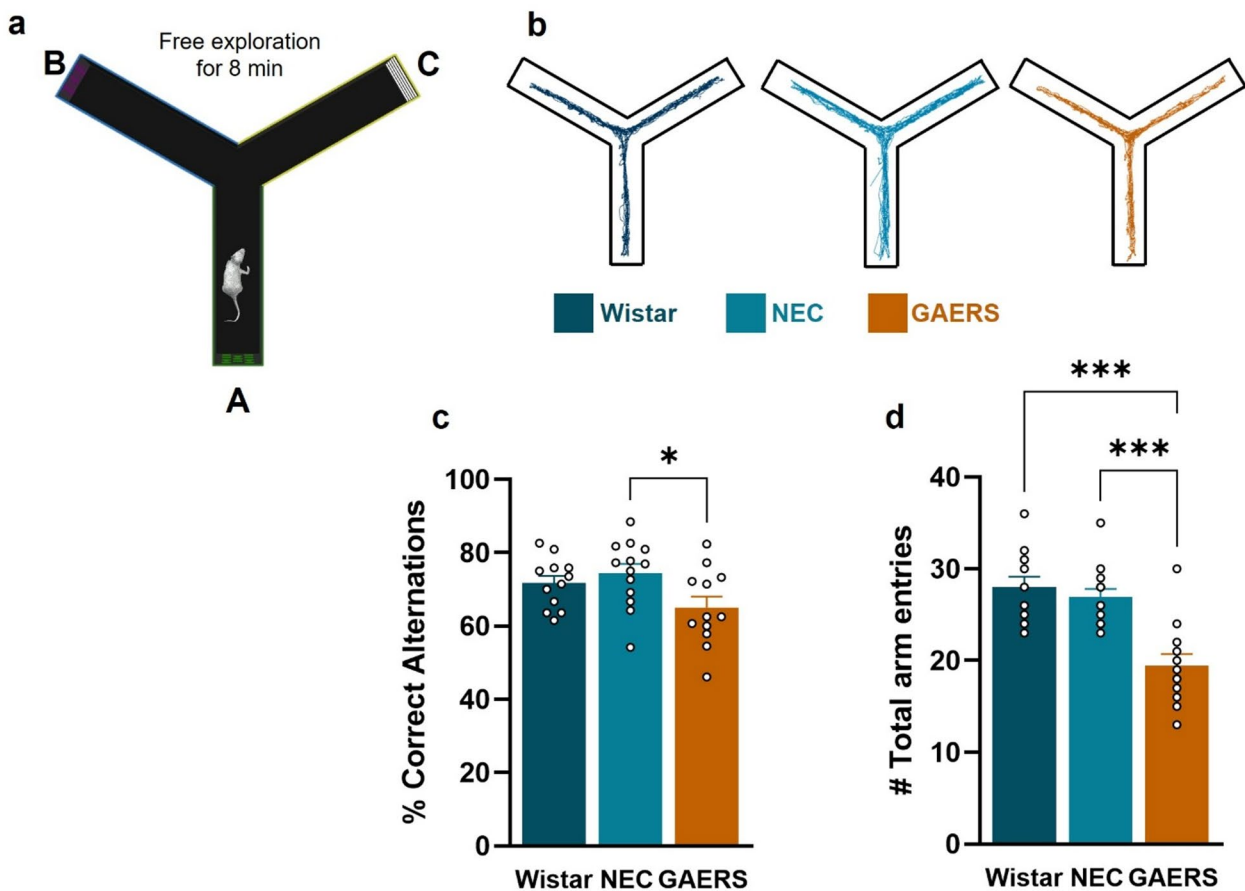 a
Free exploration
for 8 min
B
C
A
b
Wistar
NEC
GAERS
c
*
% Correct Alternations
100
80
60
40
20
0
Wistar NEC GAERS
d
***
***
# Total arm entries
40
30
20
10
0
Wistar NEC GAERS